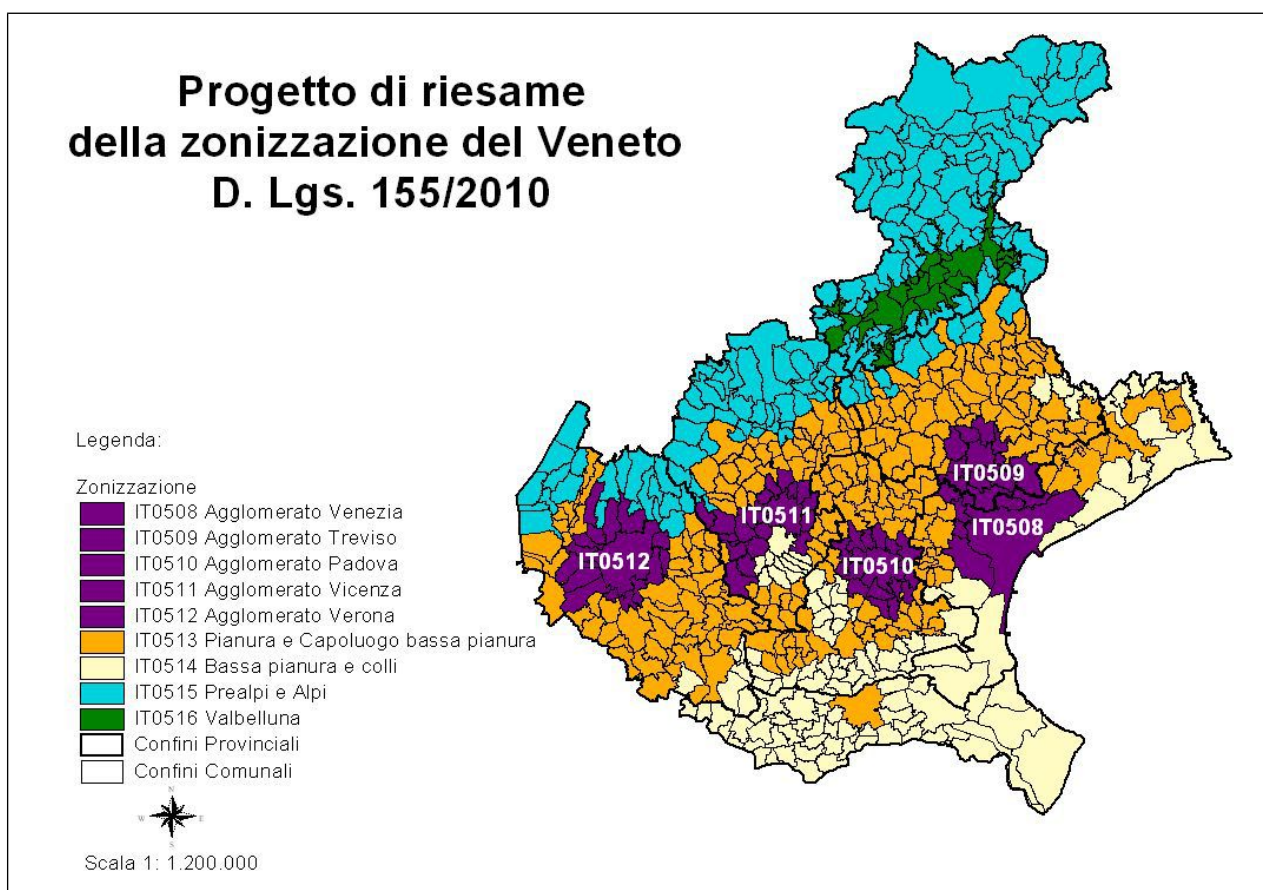 Progetto di riesame
della zonizzazione del Veneto
D. Lgs. 155/2010
IT0509
IT0511
IT0508
IT0512
IT0510
Legenda:
Zonizzazione
IT0508 Agglomerato Venezia
IT0509 Agglomerato Treviso
IT0510 Agglomerato Padova
IT0511 Agglomerato Vicenza
IT0512 Agglomerato Verona
IT0513 Pianura e Capoluogo bassa pianura
IT0514 Bassa pianura e colli
IT0515 Prealpi e Alpi
IT0516 Valbelluna
Confini Provinciali
Confini Comunali
N
W E
S
Scala 1: 1.200.000